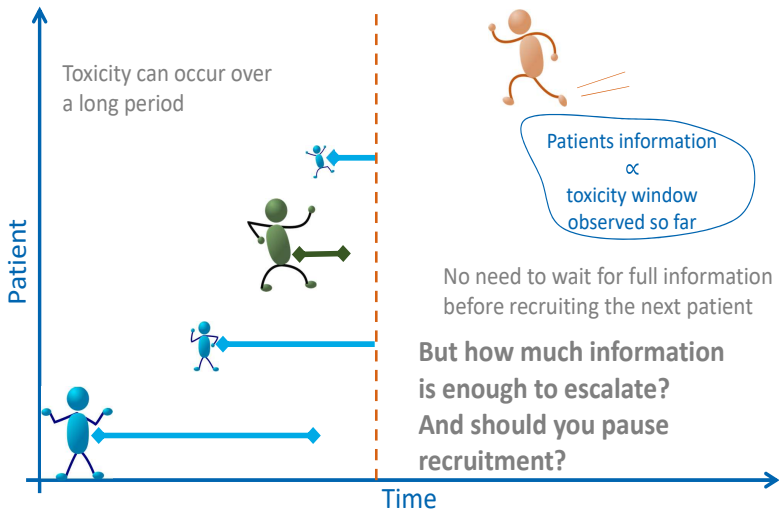 Toxicity can occur over
a long period
Patients information
∝
toxicity window
observed so far
No need to wait for full information
before recruiting the next patient
But how much information
is enough to escalate?
And should you pause
recruitment?
Patient
Time